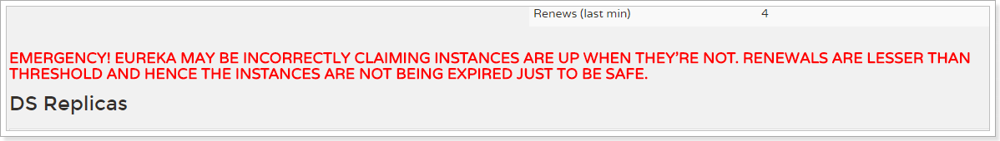 Renews (last min) 4
EMERGENCY! EUREKA MAY BE INCORRECTLY CLAIMING INSTANCES ARE UP WHEN THEY'RE NOT. RENEWALS ARE LESSER THAN
THRESHOLD AND HENCE THE INSTANCES ARE NOT BEING EXPIRED JUST TO BE SAFE.
DS Replicas